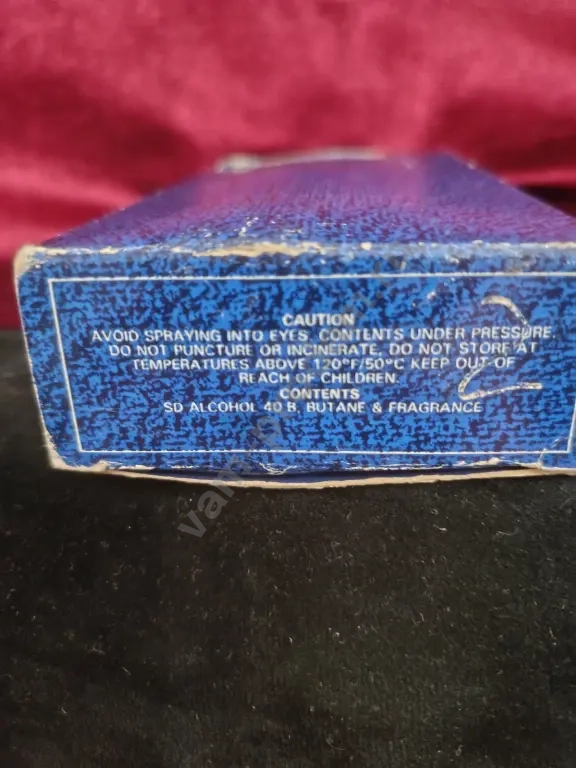 CAUTION
AVOID SPRAYING INTO EYES. CONTENTS UNDER PRESSURE.
DO NOT PUNCTURE OR INCINERATE. DO NOT STORE AT
TEMPERATURES ABOVE 120°F/50°C KEEP OUT OF
REACH OF CHILDREN.
CONTENTS
SD ALCOHOL 40 B, BUTANE & FRAGRANCE
2